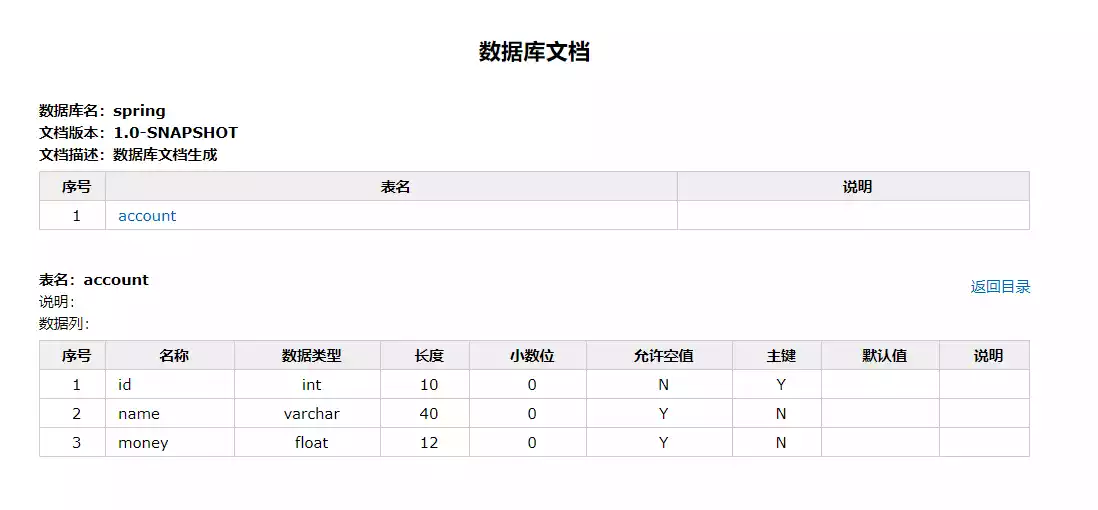 数据库文档
数据库名：spring
文档版本：1.0-SNAPSHOT
文档描述：数据库文档生成
序号 表名 说明
1 account
表名：account
返回目录
说明：
数据列：
序号 名称 数据类型 长度 小数位 允许空值 主键 默认值 说明
1 id int 10 0 N Y
2 name varchar 40 0 Y N
3 money float 12 0 Y N